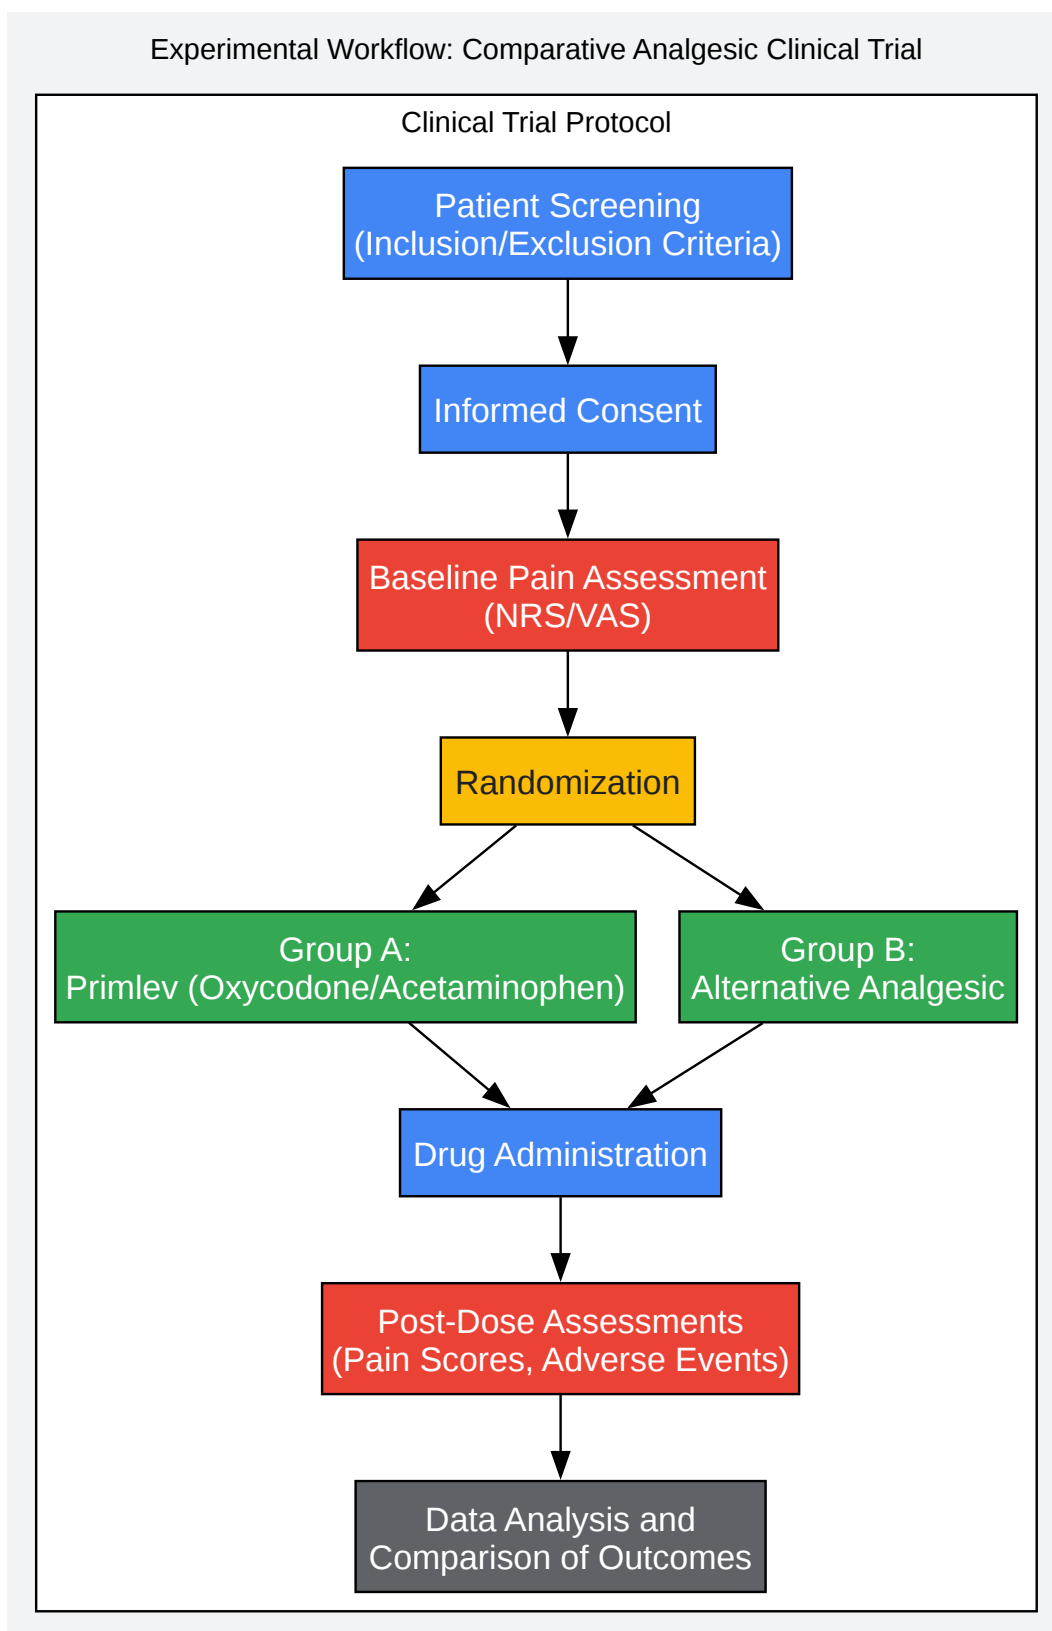 Experimental Workflow: Comparative Analgesic Clinical Trial
Clinical Trial Protocol
Patient Screening
(Inclusion/Exclusion Criteria)
Informed Consent
Baseline Pain Assessment
(NRS/VAS)
Randomization
Group A:
Primlev (Oxycodone/Acetaminophen)
Group B:
Alternative Analgesic
Drug Administration
Post-Dose Assessments
(Pain Scores, Adverse Events)
Data Analysis and
Comparison of Outcomes